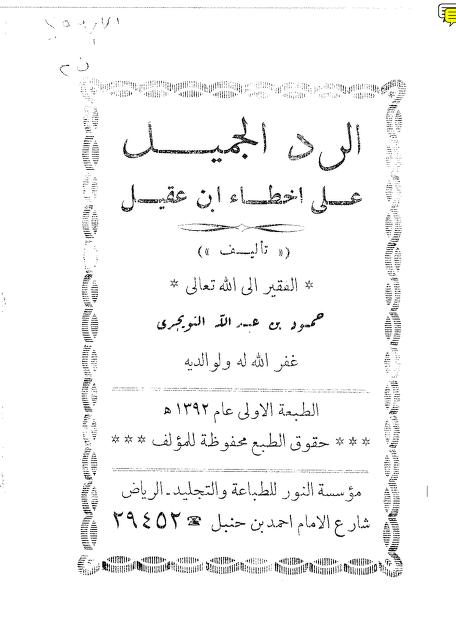 الرد الجميل
على اخطاء ابن عقيل
(« تأليف »)
* الفقير الى الله تعالى *
حمود بن عبد الله التويجرى
غفر الله له ولوالديه
الطبعة الاولى عام ١٣٩٢ ه
*** حقوق الطبع محفوظة للمؤلف ***
مؤسسة النور للطباعة والتجليد ـ الرياض
شارع الامام احمد بن حنبل ☎ ٢٩٤٥٢